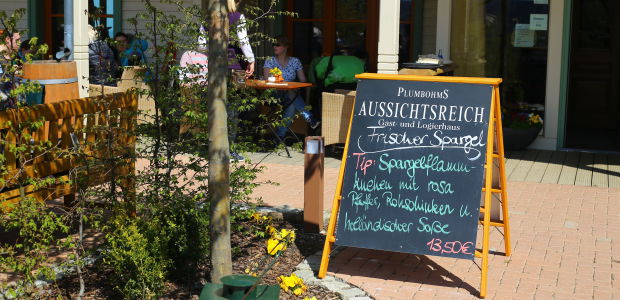 PLUMBOHMS
AUSSICHTSREICH
Gast- und Logierhaus
Frischer Spargel
Tip: Spargelflamm-
kuchen mit rosa
Pfeffer, Rohschinken u.
holländischer Soße
13,50€